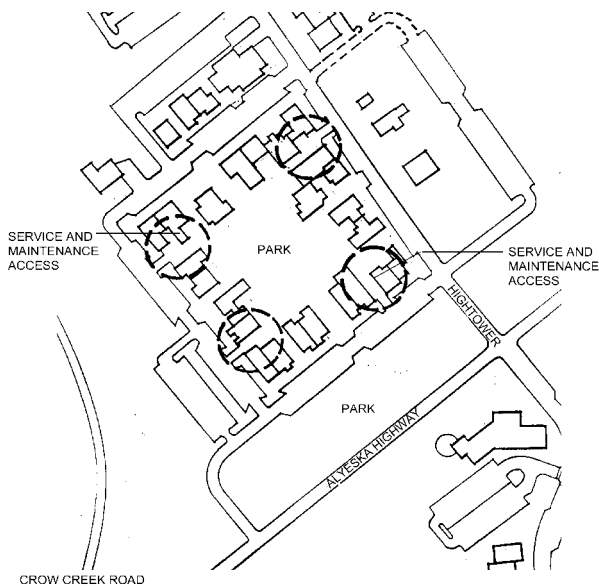 SERVICE AND
MAINTENANCE
ACCESS
PARK
SERVICE AND
MAINTENANCE
ACCESS
HIGHTOWER
PARK
ALYESKA HIGHWAY
CROW CREEK ROAD